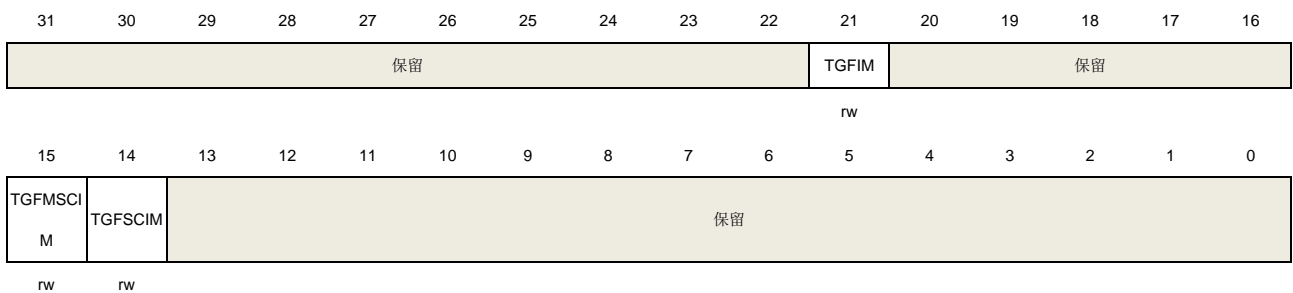 31 30 29 28 27 26 25 24 23 22 21 20 19 18 17 16
保留 TGFIM 保留
rw
15 14 13 12 11 10 9 8 7 6 5 4 3 2 1 0
TGFMSCI
M
TGFSCIM
保留
rw rw